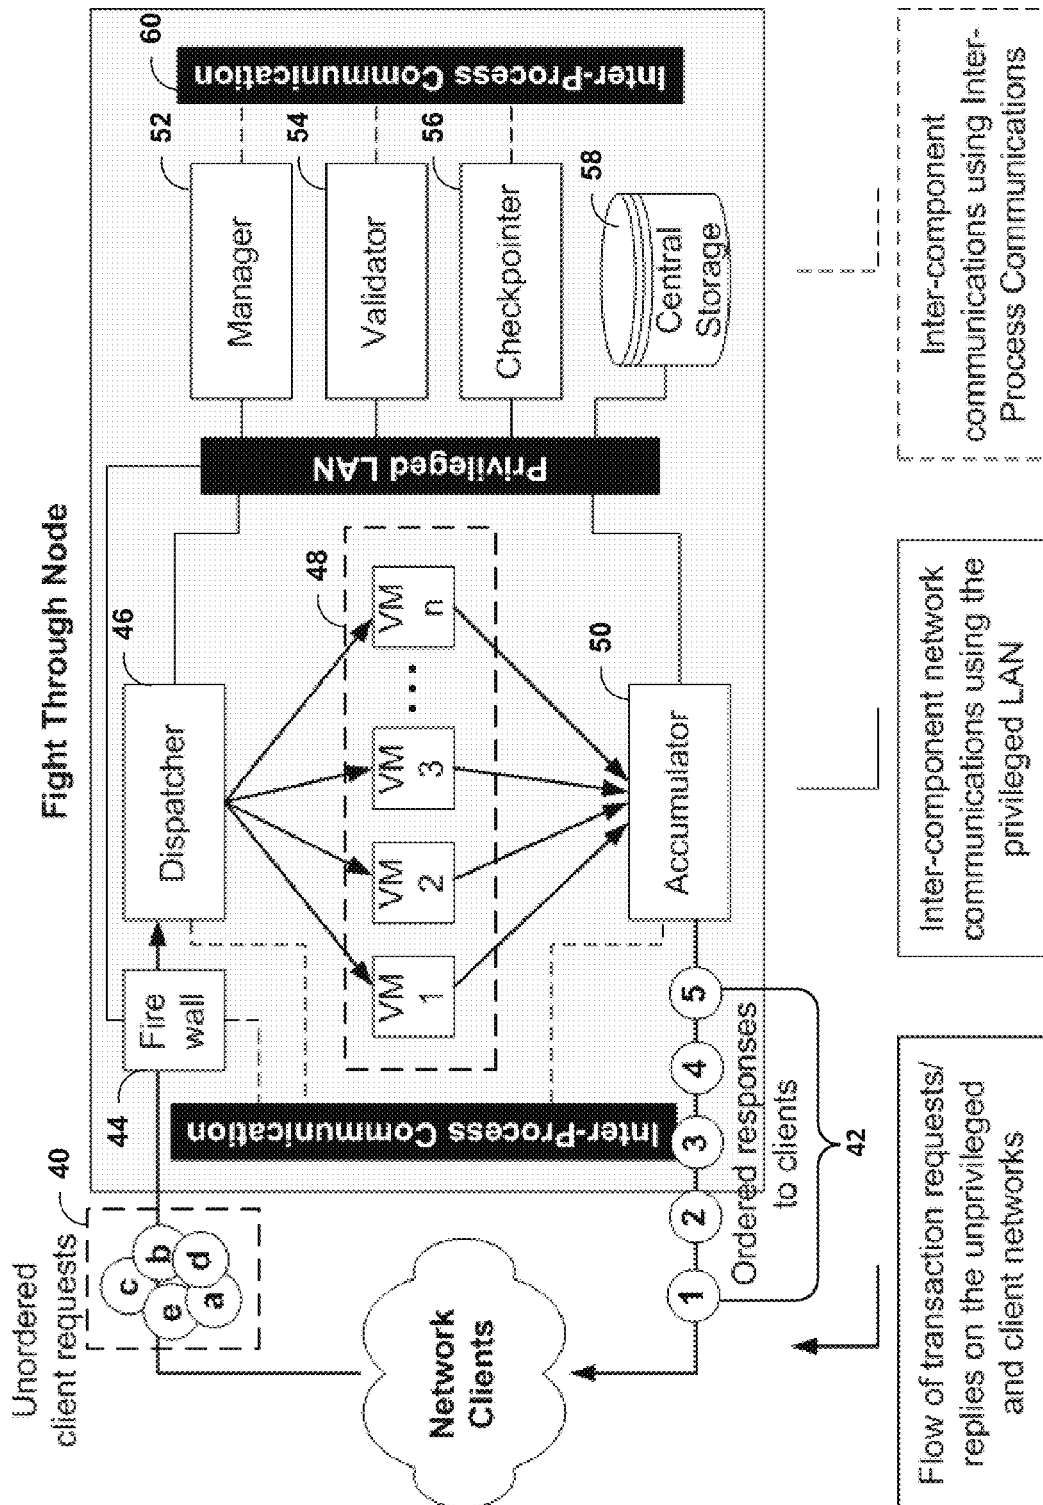 Fight Through Node
Unordered
client requests
40
c
b
e
d
a
44
Fire
wall
46
Dispatcher
Network
Clients
Inter-Process Communication
48
VM
1
VM
2
VM
3
...
VM
n
50
Accumulator
1
2
3
4
5
Ordered responses
to clients
42
Privileged LAN
52
Manager
54
Validator
56
Checkpointer
58
Central
Storage
60
Inter-Process Communication
Flow of transaction requests/
replies on the unprivileged
and client networks
Inter-component network
communications using the
privileged LAN
Inter-component
communications using Inter-
Process Communications